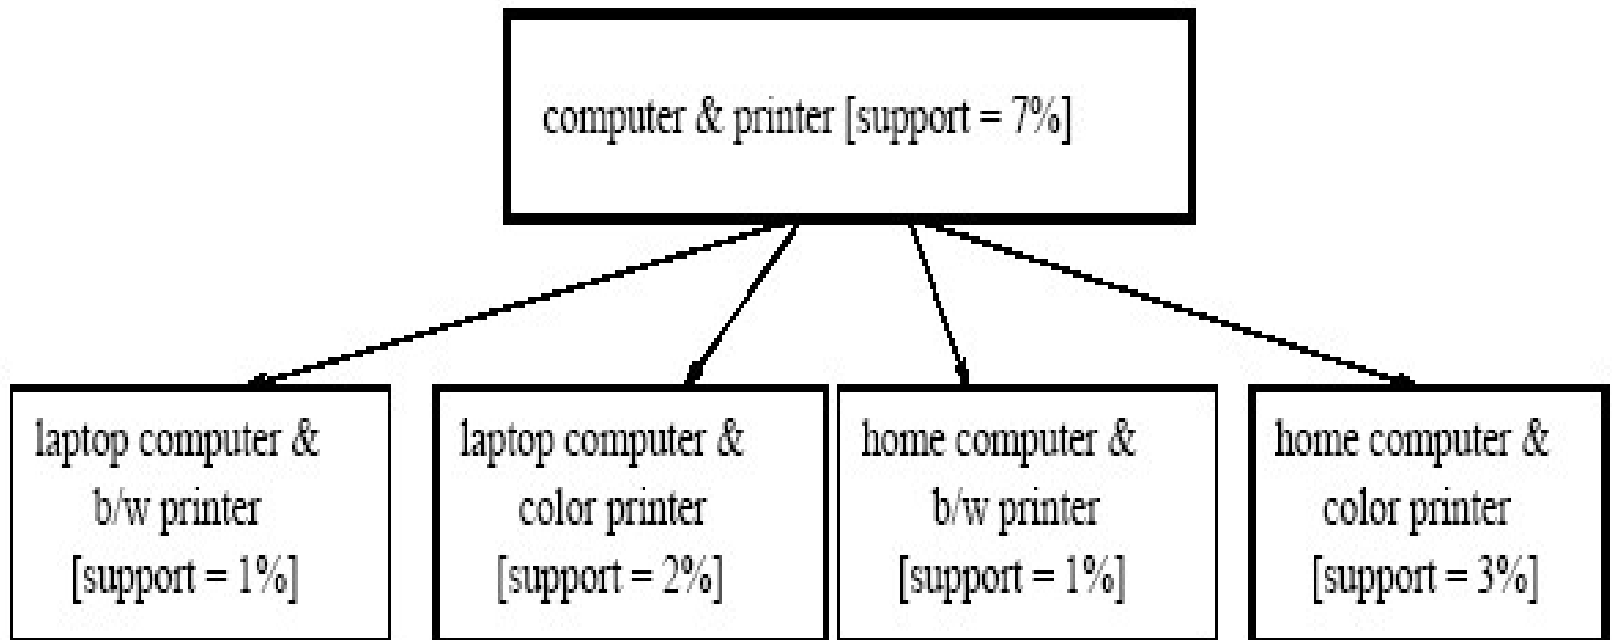 computer & printer [support = 7%]
laptop computer &
b/w printer
[support = 1%]
laptop computer &
color printer
[support = 2%]
home computer &
b/w printer
[support = 1%]
home computer &
color printer
[support = 3%]